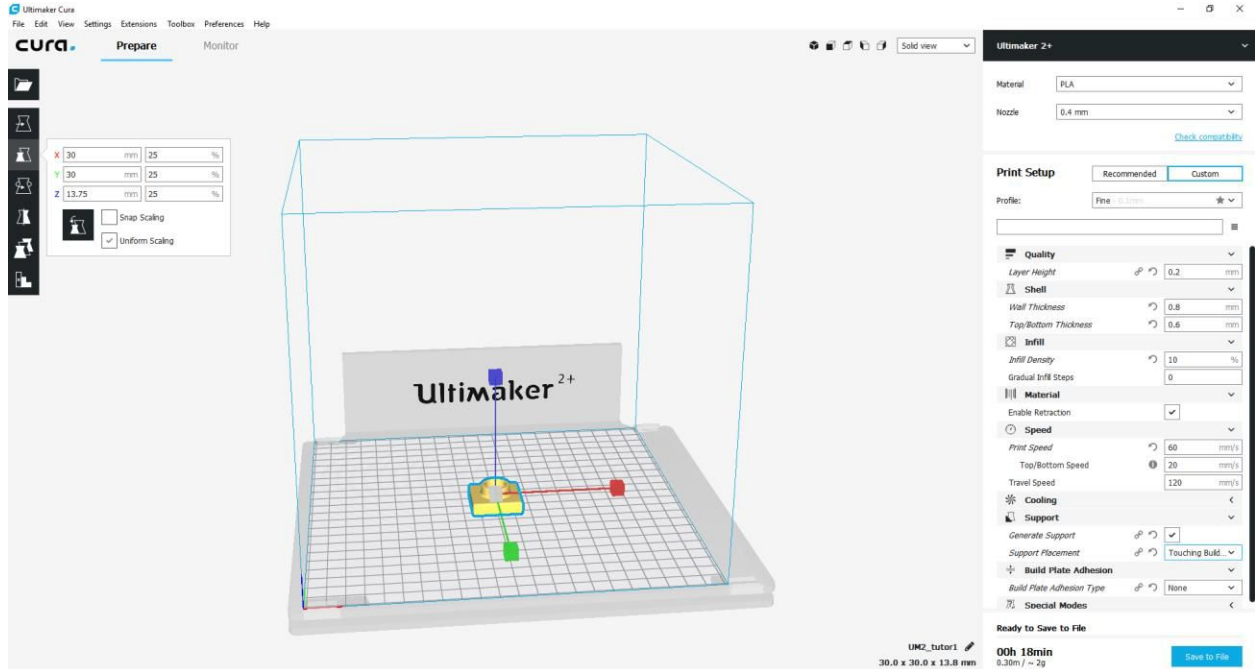 Ultimaker Cura
File Edit View Settings Extensions Toolbox Preferences Help
cura. Prepare Monitor
Solid view
Ultimaker 2+
Material PLA
Nozzle 0.4 mm
Check compatibility
Print Setup Recommended Custom
Profile: Fine - 0.1mm
X 30 mm 25 %
Y 30 mm 25 %
Z 13.75 mm 25 %
Snap Scaling
Uniform Scaling
Ultimaker 2+
Quality
Layer Height 0.2 mm
Shell
Wall Thickness 0.8 mm
Top/Bottom Thickness 0.6 mm
Infill
Infill Density 10 %
Gradual Infill Steps 0
Material
Enable Retraction
Speed
Print Speed 60 mm/s
Top/Bottom Speed 20 mm/s
Travel Speed 120 mm/s
Cooling
Support
Generate Support
Support Placement Touching Build...
Build Plate Adhesion
Build Plate Adhesion Type None
Special Modes
Ready to Save to File
00h 18min
0.30m / ~ 2g
Save to File
UM2_tutor1
30.0 x 30.0 x 13.8 mm